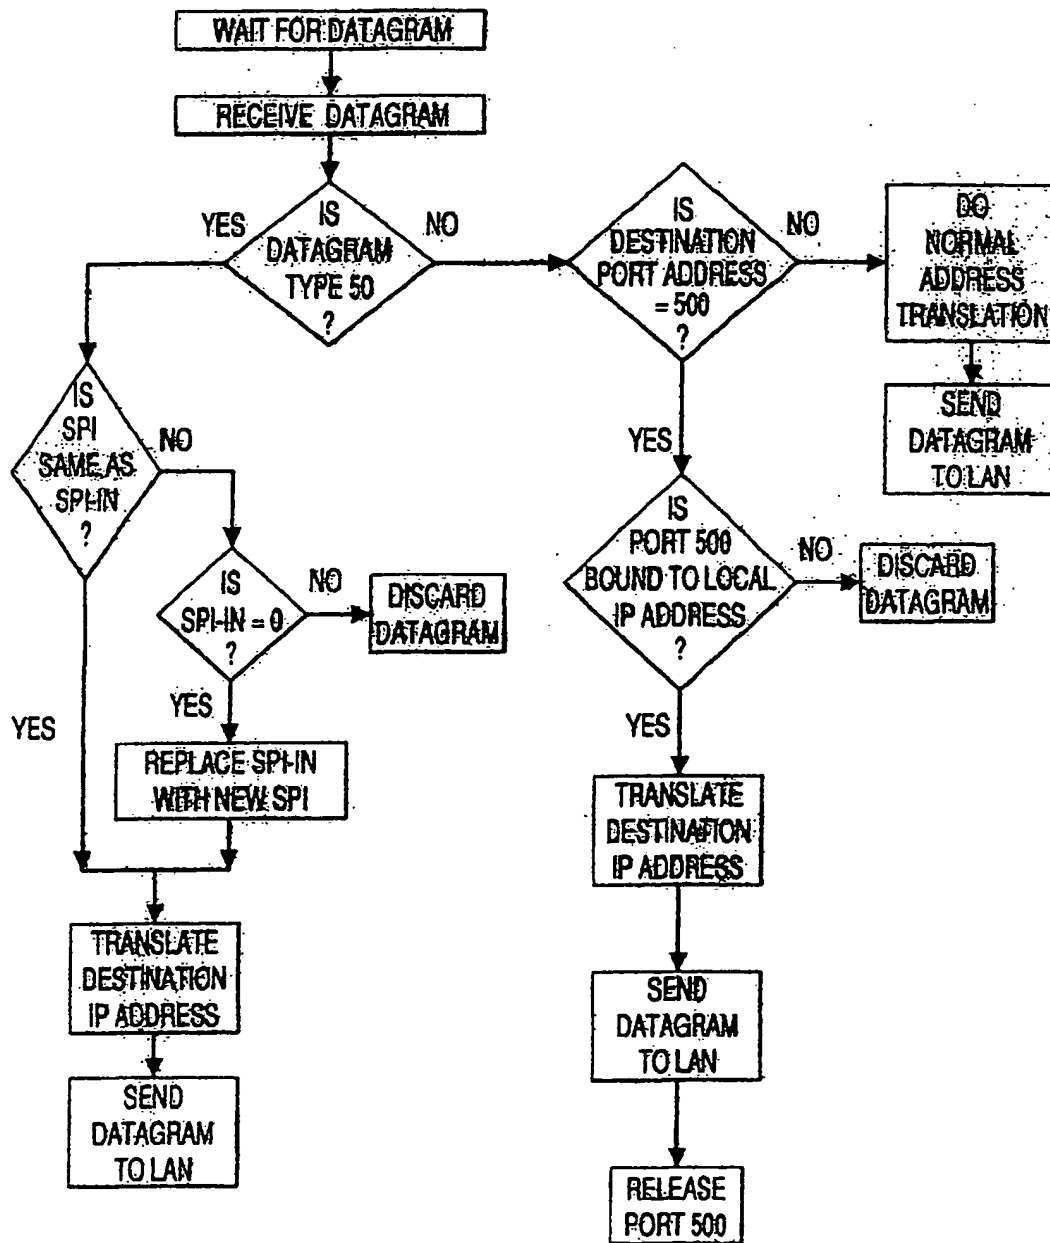 WAIT FOR DATAGRAM
RECEIVE DATAGRAM
YES
IS
DATAGRAM
TYPE 50
?
NO
IS
DESTINATION
PORT ADDRESS
= 500
?
NO
DO
NORMAL
ADDRESS
TRANSLATION
SEND
DATAGRAM
TO LAN
IS
SPI
SAME AS
SPI-IN
?
NO
YES
IS
SPI-IN = 0
?
NO
DISCARD
DATAGRAM
YES
REPLACE SPI-IN
WITH NEW SPI
TRANSLATE
DESTINATION
IP ADDRESS
SEND
DATAGRAM
TO LAN
YES
IS
PORT 500
BOUND TO LOCAL
IP ADDRESS
?
NO
DISCARD
DATAGRAM
YES
TRANSLATE
DESTINATION
IP ADDRESS
SEND
DATAGRAM
TO LAN
RELEASE
PORT 500